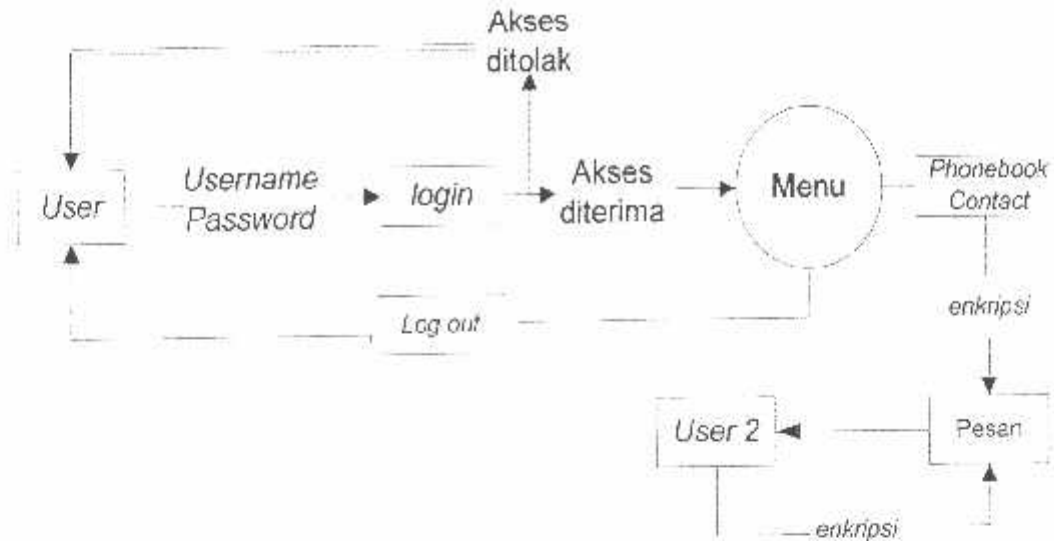 Akses
ditolak
User
Username
Password
login
Akses
diterima
Menu
Phonebook
Contact
Log out
enkripsi
User 2
Pesan
enkripsi